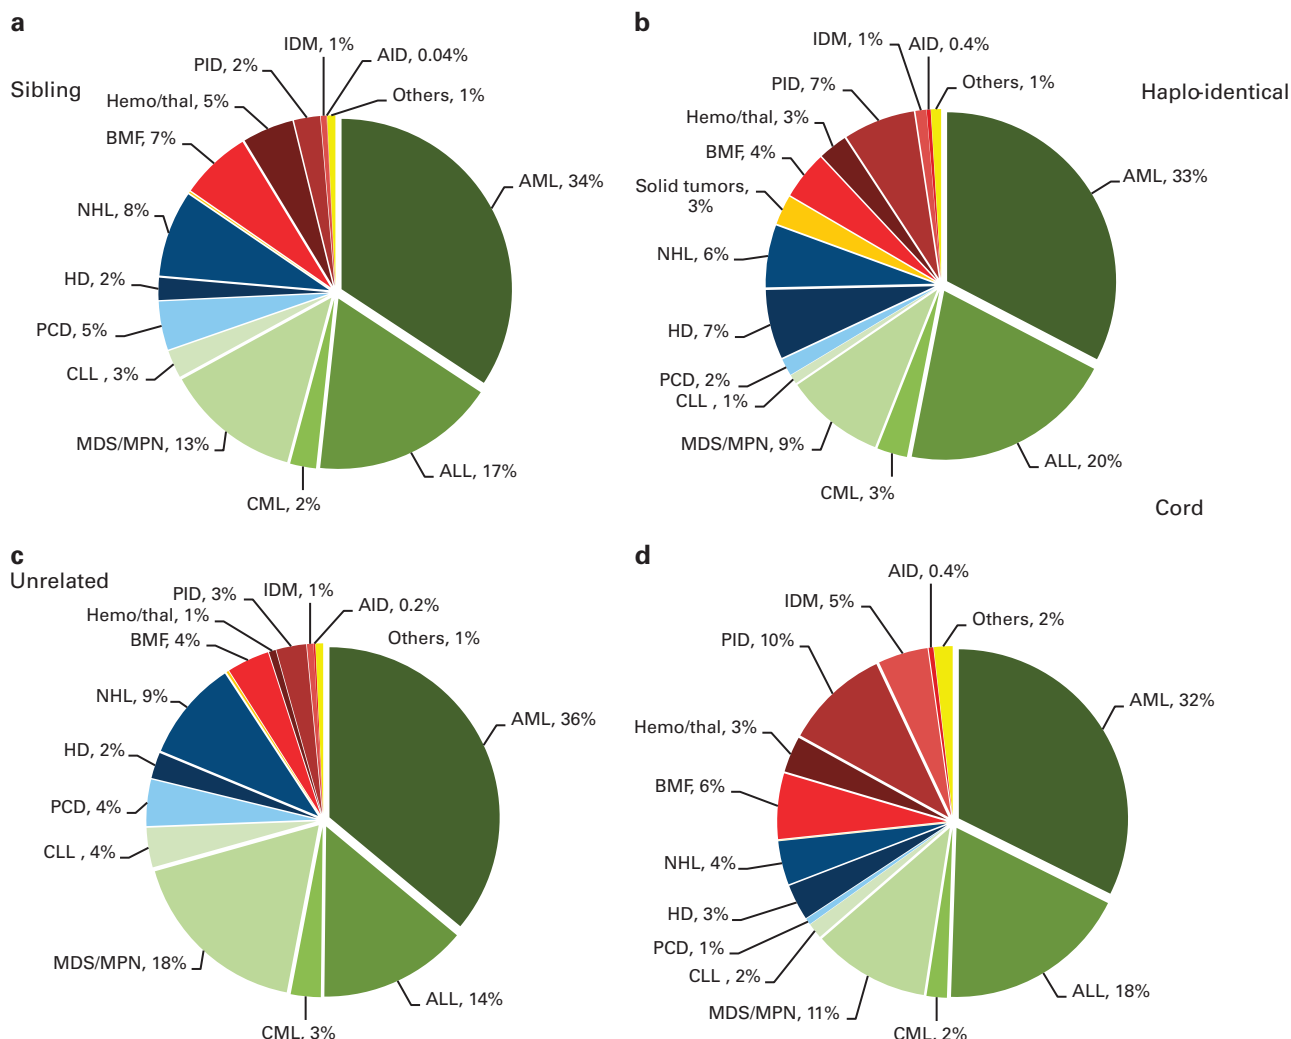 a
Sibling
IDM, 1%
AID, 0.04%
PID, 2%
Others, 1%
Hemo/thal, 5%
BMF, 7%
AML, 34%
NHL, 8%
HD, 2%
PCD, 5%
CLL , 3%
MDS/MPN, 13%
ALL, 17%
CML, 2%
b
Haplo-identical
IDM, 1%
AID, 0.4%
PID, 7%
Others, 1%
Hemo/thal, 3%
BMF, 4%
AML, 33%
Solid tumors,
3%
NHL, 6%
HD, 7%
PCD, 2%
CLL , 1%
MDS/MPN, 9%
ALL, 20%
CML, 3%
Cord
c
Unrelated
PID, 3%
IDM, 1%
AID, 0.2%
Hemo/thal, 1%
Others, 1%
BMF, 4%
NHL, 9%
AML, 36%
HD, 2%
PCD, 4%
CLL , 4%
MDS/MPN, 18%
ALL, 14%
CML, 3%
d
AID, 0.4%
IDM, 5%
Others, 2%
PID, 10%
AML, 32%
Hemo/thal, 3%
BMF, 6%
NHL, 4%
HD, 3%
PCD, 1%
CLL , 2%
MDS/MPN, 11%
ALL, 18%
CML, 2%